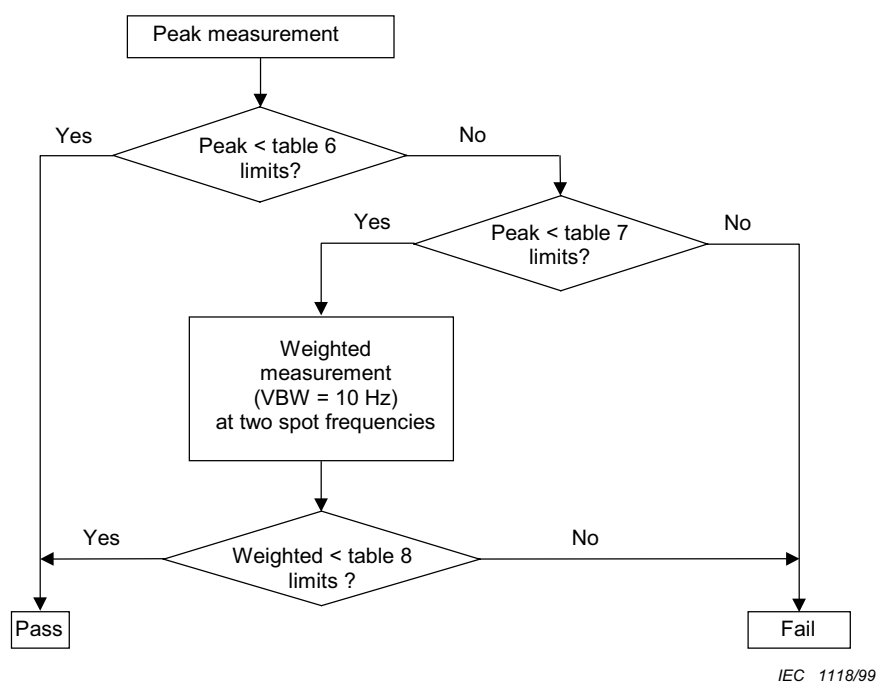 Peak measurement
Yes
Peak < table 6
limits?
No
Yes
Peak < table 7
limits?
No
Weighted
measurement
(VBW = 10 Hz)
at two spot frequencies
Yes
Weighted < table 8
limits ?
No
Pass
Fail
IEC 1118/99